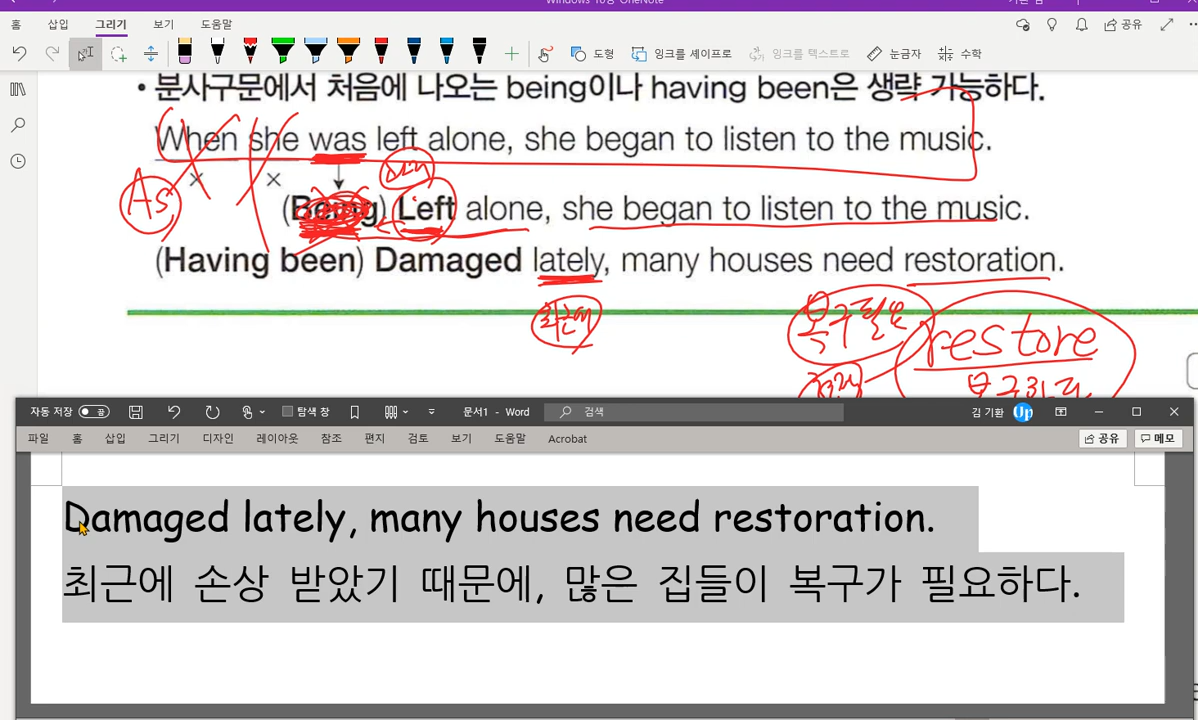 Windows 10용 OneNote
홈 삽입 그리기 보기 도움말
공유
도형 잉크를 셰이프로 잉크를 텍스트로 눈금자 수학
• 분사구문에서 처음에 나오는 being이나 having been은 생략 가능하다.
When she was left alone, she began to listen to the music.
× ×
As
(Being) Left alone, she began to listen to the music.
(Having been) Damaged lately, many houses need restoration.
최근에
복구필요
restore
복구하다
자동 저장 끔 탐색 창 문서1 - Word 검색 김 기환 Up
파일 홈 삽입 그리기 디자인 레이아웃 참조 편지 검토 보기 도움말 Acrobat 공유 메모
Damaged lately, many houses need restoration.
최근에 손상 받았기 때문에, 많은 집들이 복구가 필요하다.